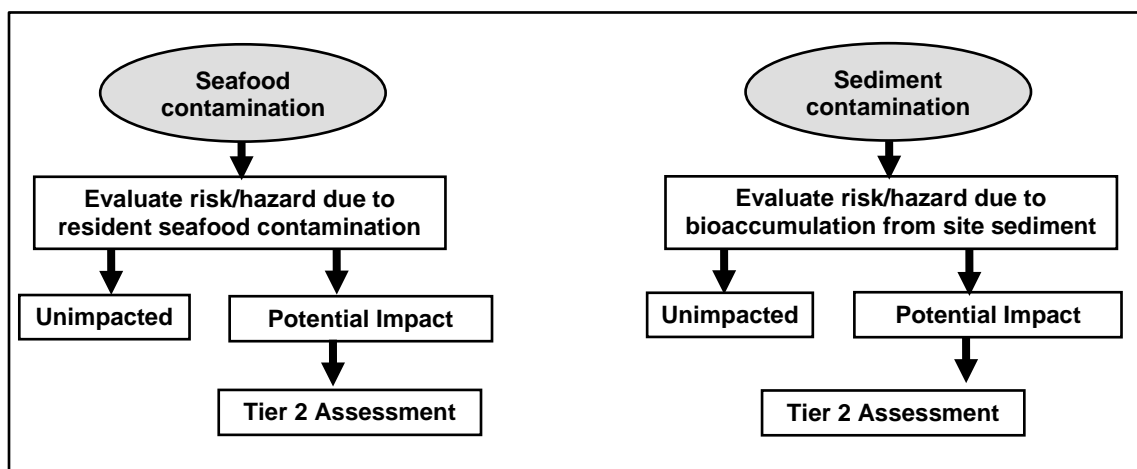 Seafood
contamination
Evaluate risk/hazard due to
resident seafood contamination
Unimpacted
Potential Impact
Tier 2 Assessment
Sediment
contamination
Evaluate risk/hazard due to
bioaccumulation from site sediment
Unimpacted
Potential Impact
Tier 2 Assessment